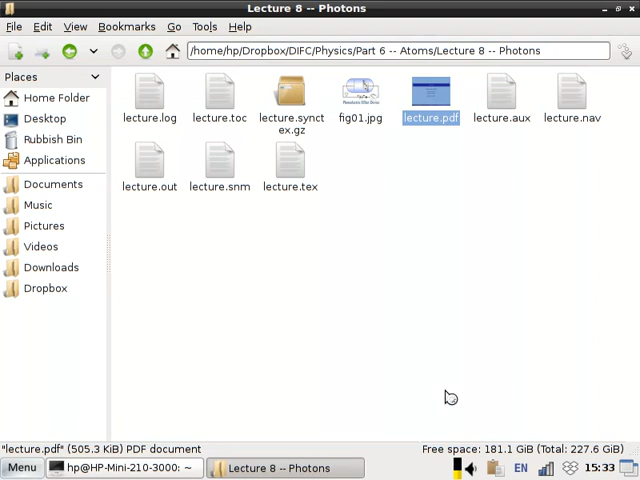 Lecture 8 -- Photons
File Edit View Bookmarks Go Tools Help
/home/hp/Dropbox/DIFC/Physics/Part 6 -- Atoms/Lecture 8 -- Photons
Places
Home Folder
Desktop
Rubbish Bin
Applications
Documents
Music
Pictures
Videos
Downloads
Dropbox
lecture.log lecture.toc lecture.synct
ex.gz fig01.jpg lecture.pdf lecture.aux lecture.nav
lecture.out lecture.snm lecture.tex
"lecture.pdf" (505.3 KiB) PDF document Free space: 181.1 GiB (Total: 227.6 GiB)
Menu hp@HP-Mini-210-3000: ~ Lecture 8 -- Photons EN 15:33